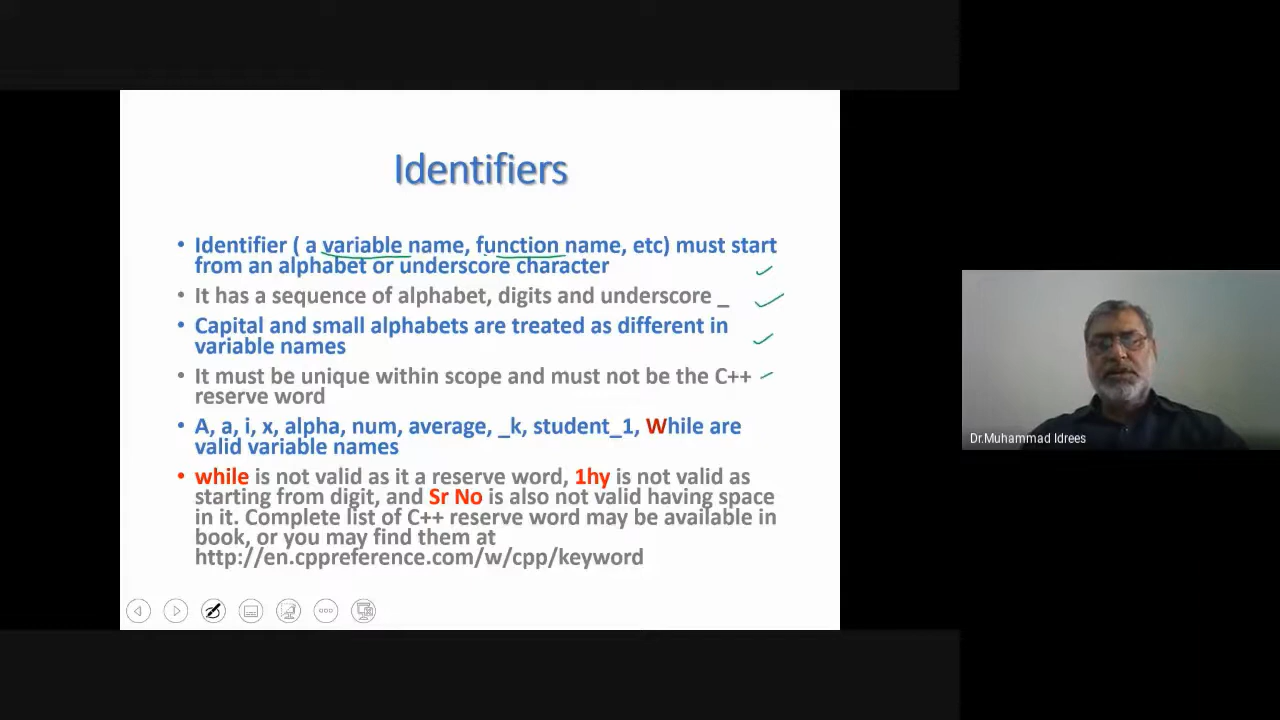 Identifiers
• Identifier ( a variable name, function name, etc) must start
from an alphabet or underscore character
• It has a sequence of alphabet, digits and underscore _
• Capital and small alphabets are treated as different in
variable names
• It must be unique within scope and must not be the C++
reserve word
• A, a, i, x, alpha, num, average, _k, student_1, While are
valid variable names
• while is not valid as it a reserve word, 1hy is not valid as
starting from digit, and Sr No is also not valid having space
in it. Complete list of C++ reserve word may be available in
book, or you may find them at
http://en.cppreference.com/w/cpp/keyword
Dr.Muhammad Idrees